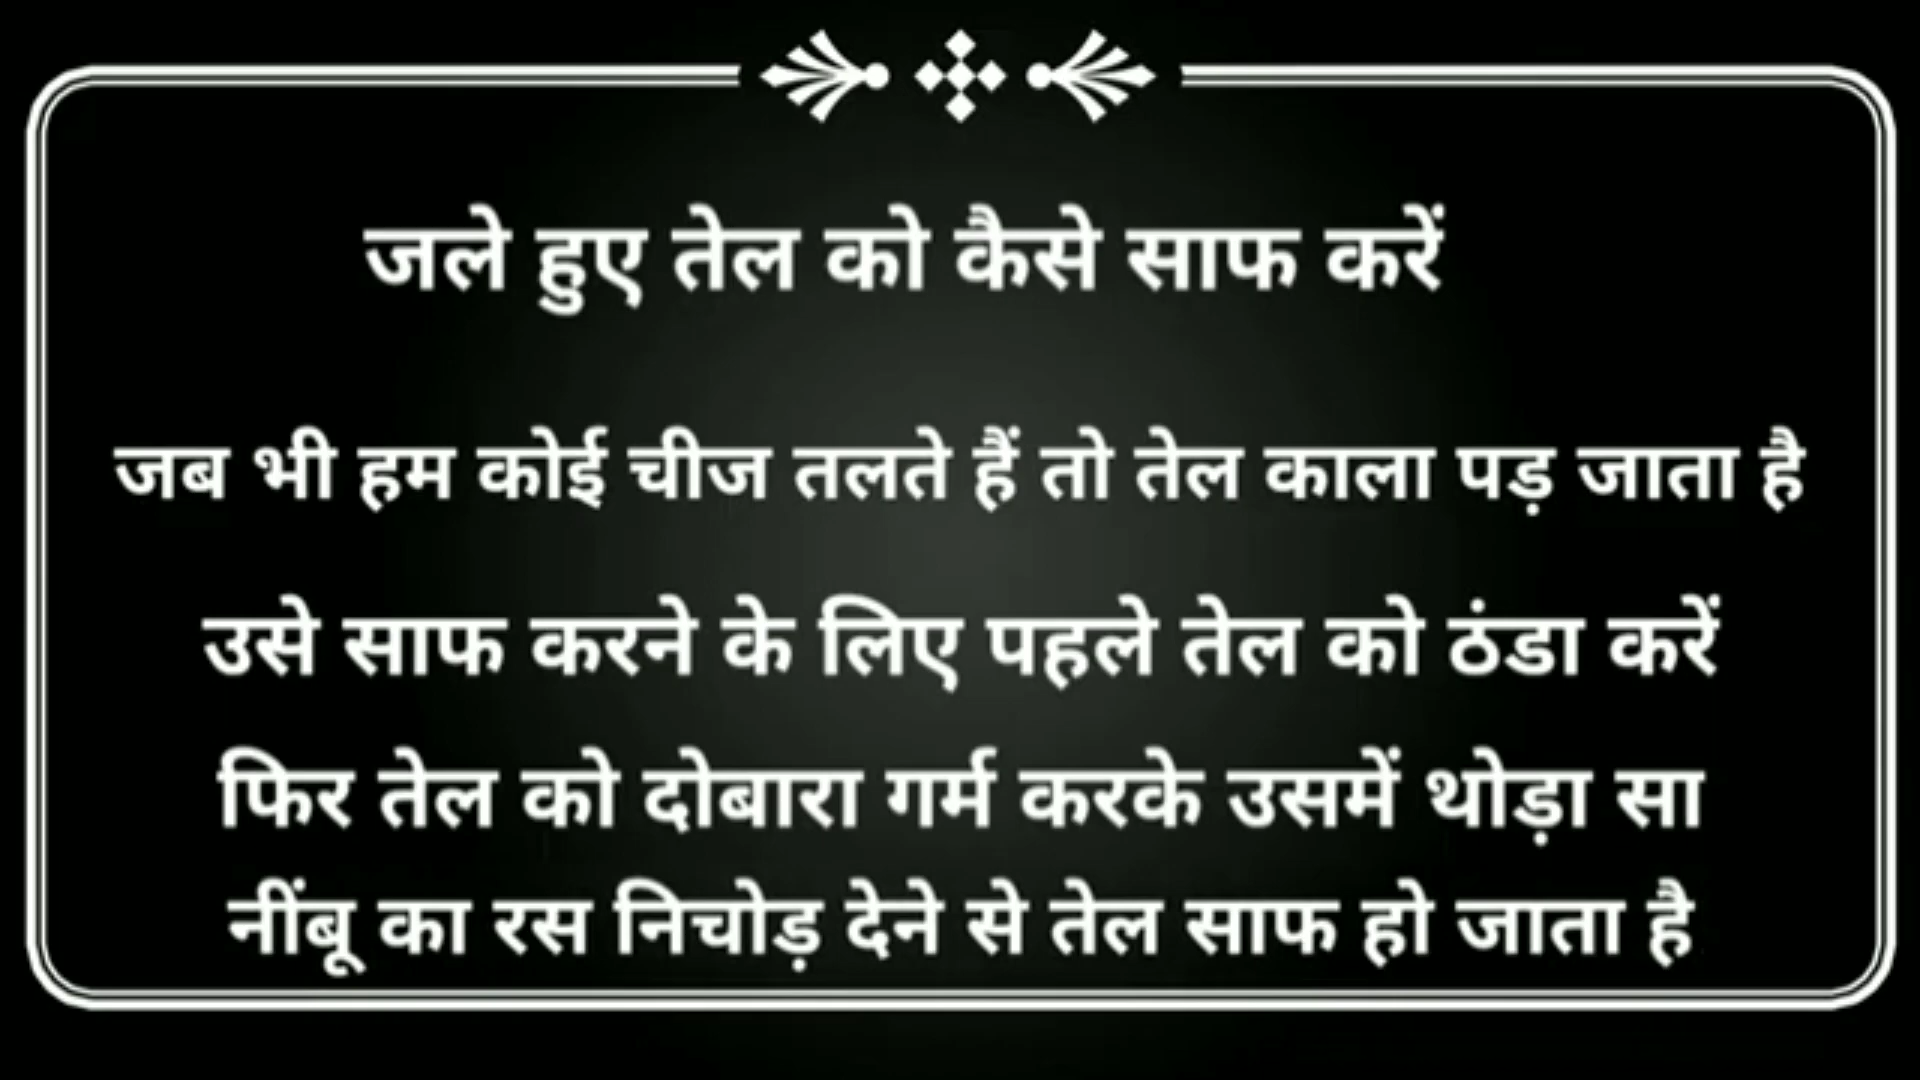 जले हुए तेल को कैसे साफ करें
जब भी हम कोई चीज तलते हैं तो तेल काला पड़ जाता है
उसे साफ करने के लिए पहले तेल को ठंडा करें
फिर तेल को दोबारा गर्म करके उसमें थोड़ा सा
नींबू का रस निचोड़ देने से तेल साफ हो जाता है